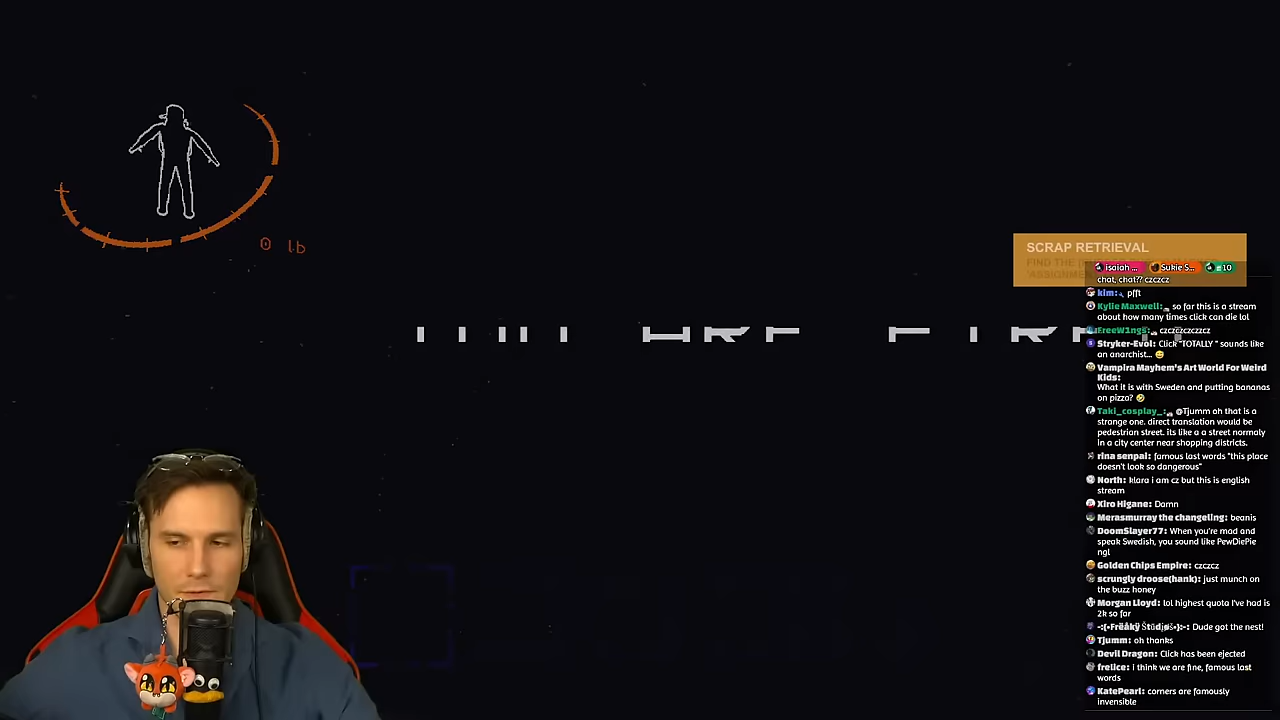 0 lb
SCRAP RETRIEVAL
isaiah ... Sukie S... 10
chat, chat?? czczcz
kim: pfft
Kylie Maxwell: so far this is a stream
about how many times click can die lol
FreeW1ngs: czczczczczcz
Stryker-Evol: Click "TOTALLY " sounds like
an anarchist... 😅
Vampira Mayhem's Art World For Weird
Kids:
What it is with Sweden and putting bananas
on pizza? 🤣
Taki_cosplay_: @Tjumm oh that is a
strange one. direct translation would be
pedestrian street. its like a a street normaly
in a city center near shopping districts.
rina senpai: famous last words "this place
doesn't look so dangerous"
North: klara i am cz but this is english
stream
Xiro Higane: Damn
Merasmurray the changeling: beanis
DoomSlayer77: When you're mad and
speak Swedish, you sound like PewDiePie
ngl
Golden Chips Empire: czczcz
scrungly droose(hank): just munch on
the buzz honey
Morgan Lloyd: lol highest quota I've had is
2k so far
Dude got the nest!
Tjumm: oh thanks
Devil Dragon: Click has been ejected
frelice: i think we are fine, famous last
words
KatePearl: corners are famously
invensible